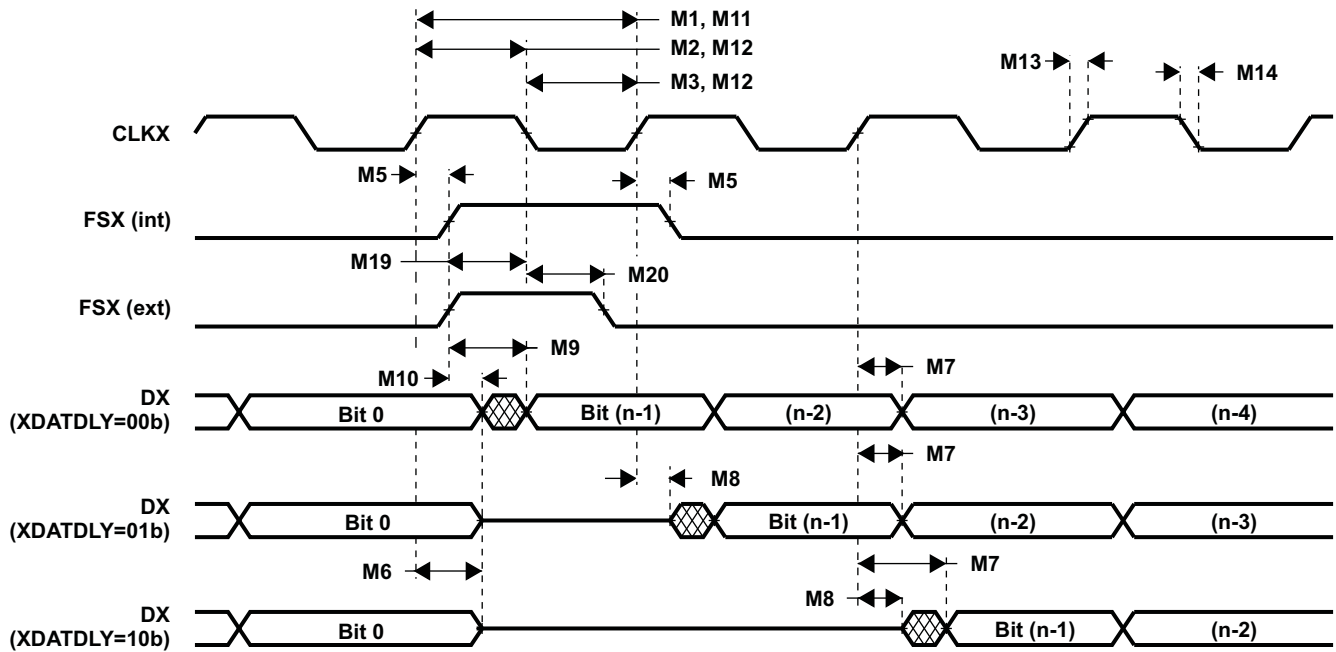 M1, M11
M2, M12
M3, M12
M13
M14
CLKX
M5
M5
FSX (int)
M19
M20
FSX (ext)
M9
M10
M7
DX
(XDATDLY=00b)
Bit 0
Bit (n-1)
(n-2)
(n-3)
(n-4)
M7
M8
DX
(XDATDLY=01b)
Bit 0
Bit (n-1)
(n-2)
(n-3)
M6
M7
M8
DX
(XDATDLY=10b)
Bit 0
Bit (n-1)
(n-2)